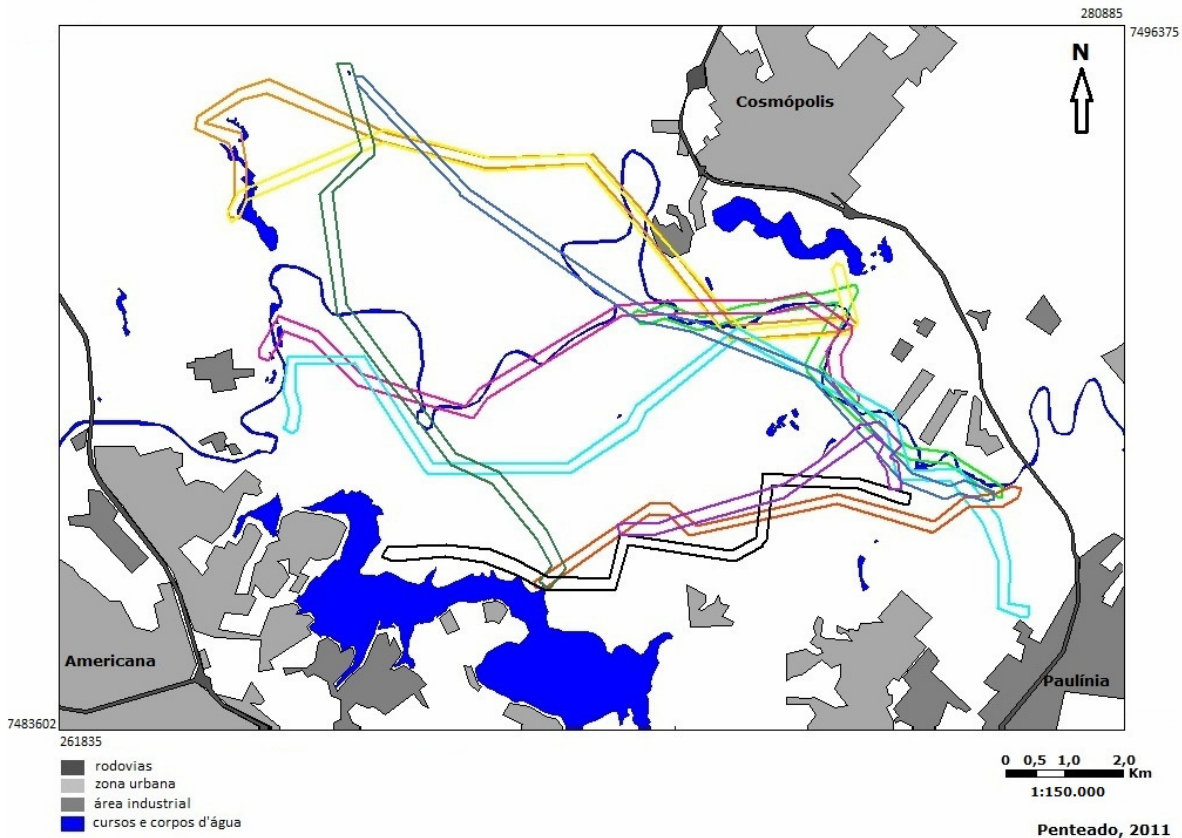 280885
7496375
N
Cosmópolis
Americana
Paulínia
7483602
261835
rodovias
zona urbana
área industrial
cursos e corpos d'água
0 0,5 1,0 2,0
Km
1:150.000
Penteado, 2011